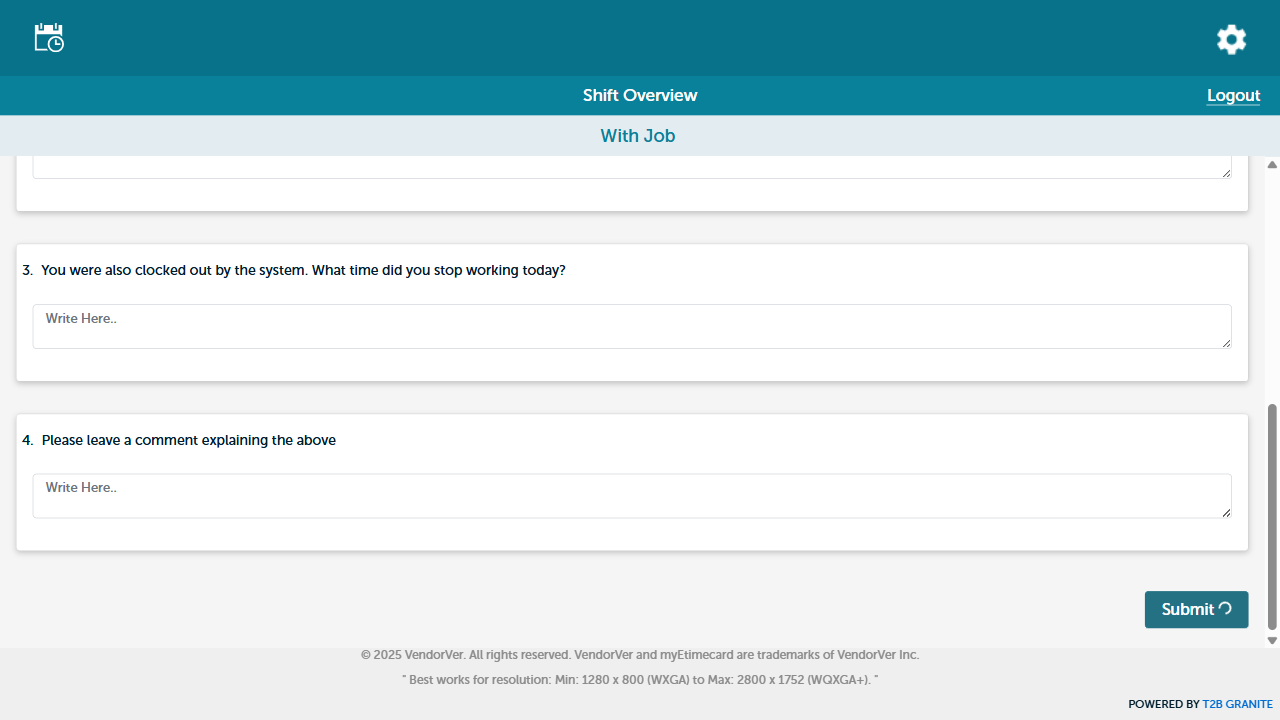 Shift Overview
Logout
With Job
3. You were also clocked out by the system. What time did you stop working today?
Write Here..
4. Please leave a comment explaining the above
Write Here..
Submit
© 2025 VendorVer. All rights reserved. VendorVer and myEtimecard are trademarks of VendorVer Inc.
" Best works for resolution: Min: 1280 x 800 (WXGA) to Max: 2800 x 1752 (WQXGA+). "
POWERED BY T2B GRANITE